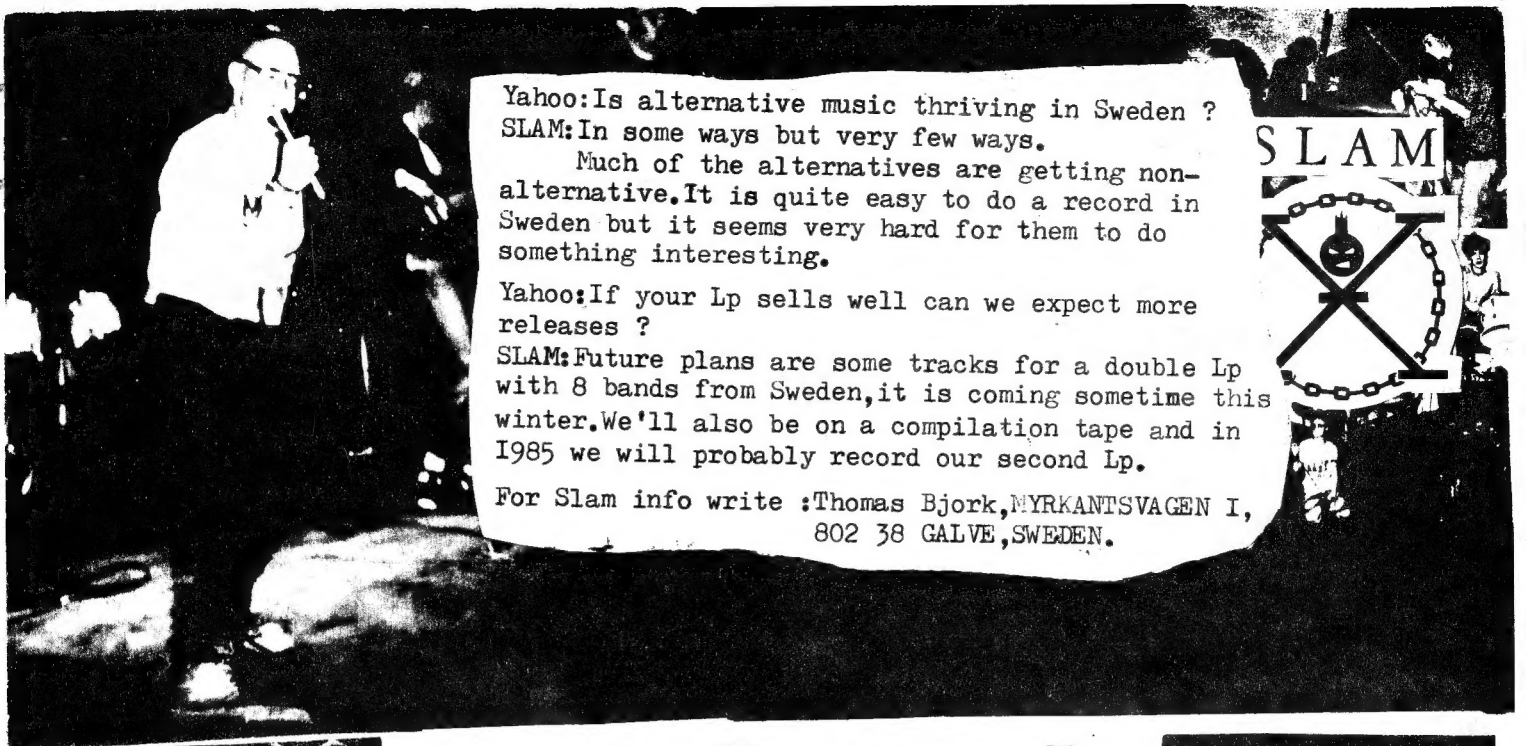 Yahoo:Is alternative music thriving in Sweden ?
SLAM:In some ways but very few ways.
Much of the alternatives are getting non-
alternative.It is quite easy to do a record in
Sweden but it seems very hard for them to do
something interesting.
Yahoo:If your Lp sells well can we expect more
releases ?
SLAM:Future plans are some tracks for a double Lp
with 8 bands from Sweden,it is coming sometime this
winter.We'll also be on a compilation tape and in
I985 we will probably record our second Lp.
For Slam info write :Thomas Bjork,MYRKANTSVAGEN I,
802 38 GALVE,SWEDEN.
SLAM
M